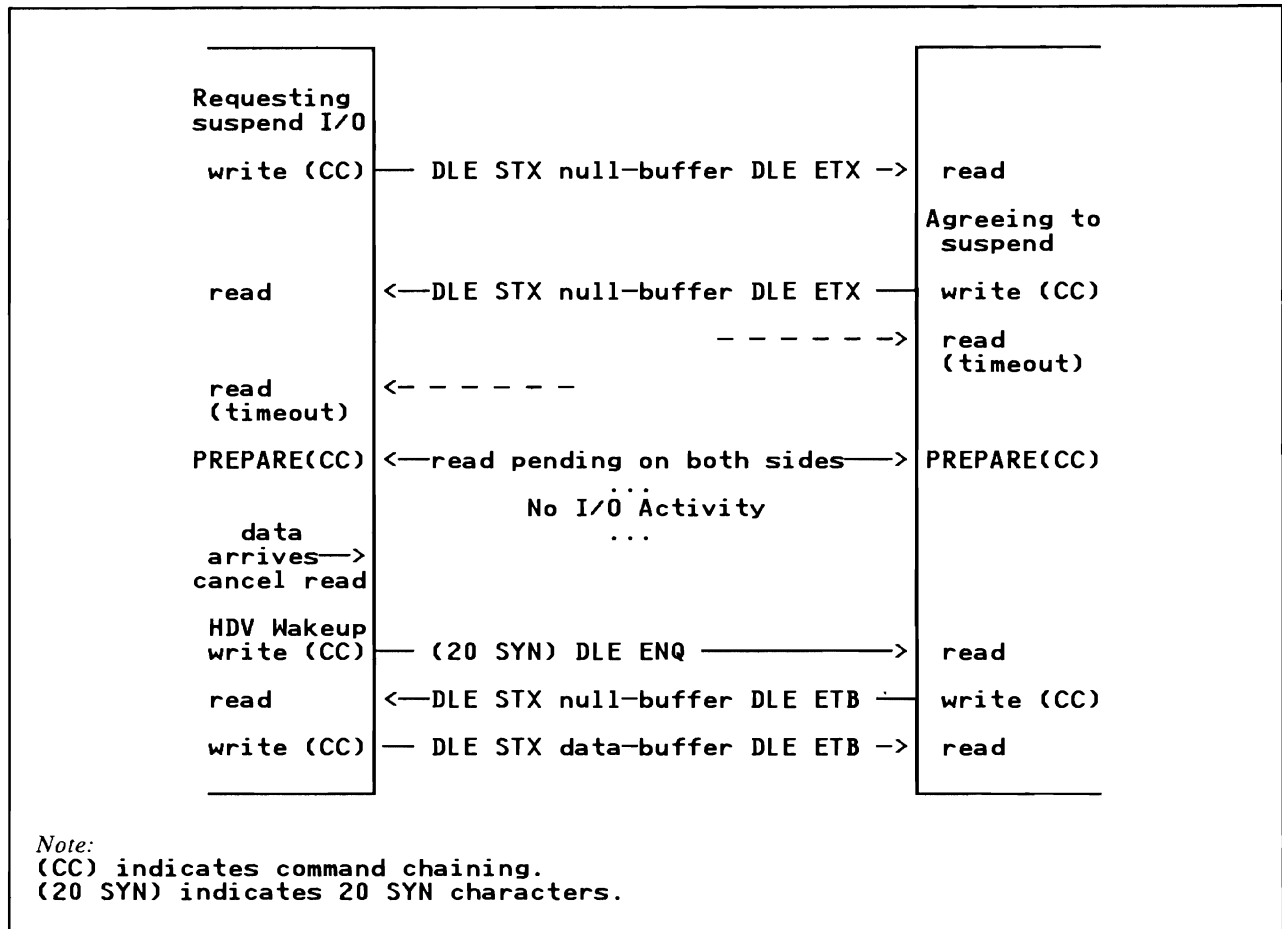 Requesting
suspend I/O
write (CC) — DLE STX null-buffer DLE ETX —> read
Agreeing to
suspend
read <—DLE STX null-buffer DLE ETX — write (CC)
— — — — — —> read
(timeout)
read <— — — — — —
(timeout)
PREPARE(CC) <—read pending on both sides—> PREPARE(CC)
...
No I/O Activity
...
data
arrives—>
cancel read
HDV Wakeup
write (CC) — (20 SYN) DLE ENQ —> read
read <—DLE STX null-buffer DLE ETB — write (CC)
write (CC) — DLE STX data-buffer DLE ETB —> read
Note:
(CC) indicates command chaining.
(20 SYN) indicates 20 SYN characters.